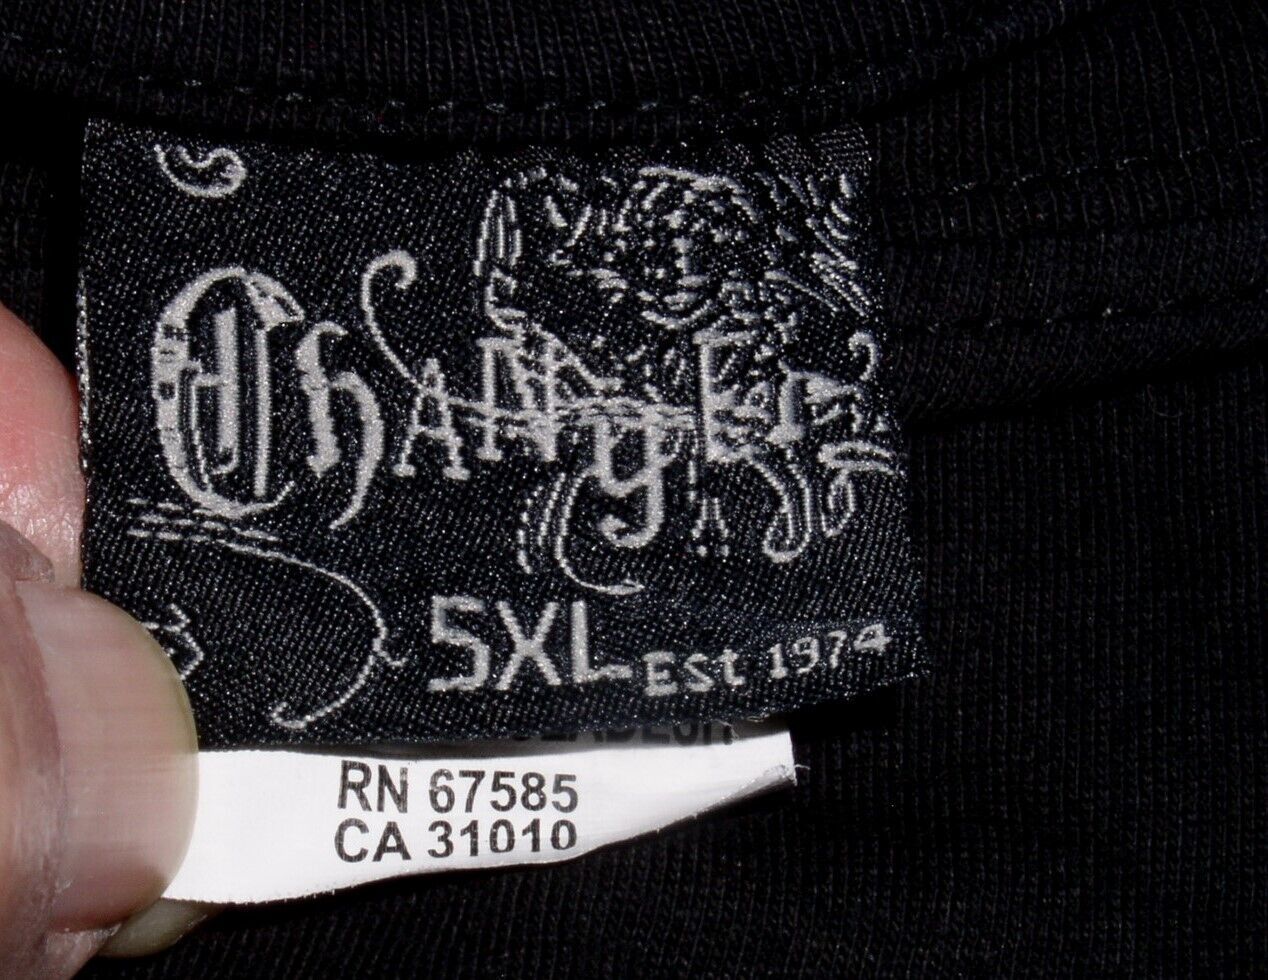 Changes
5XL Est 1974
RN 67585
CA 31010